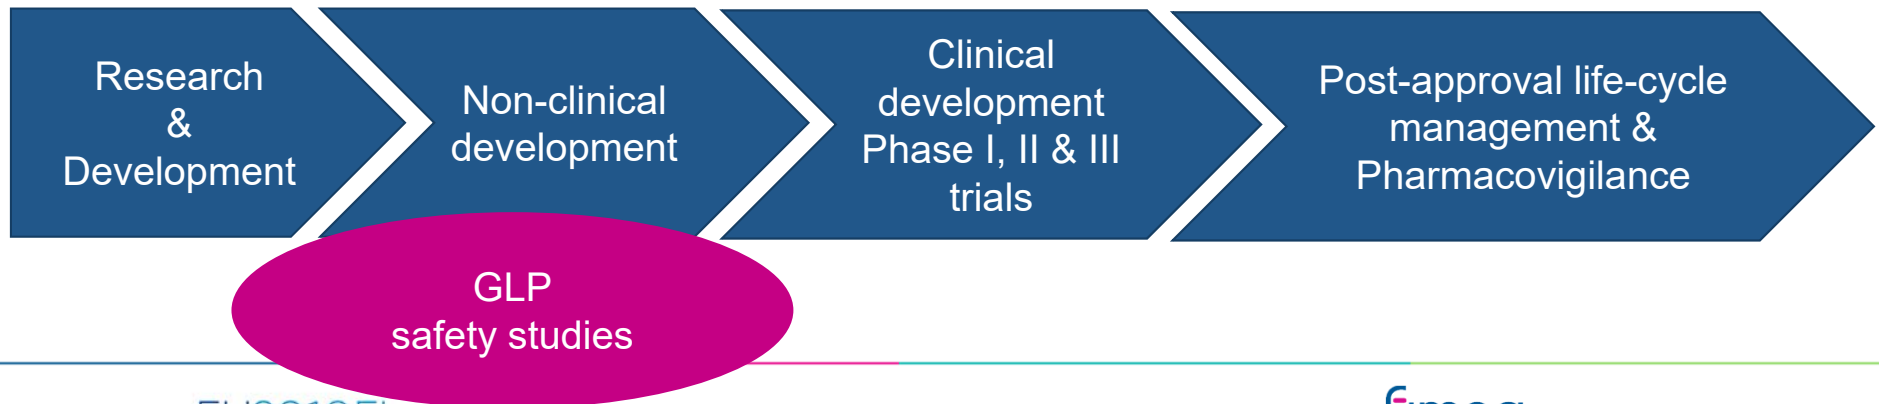 Research
&
Development
Non-clinical
development
Clinical
development
Phase I, II & III
trials
Post-approval life-cycle
management &
Pharmacovigilance
GLP
safety studies